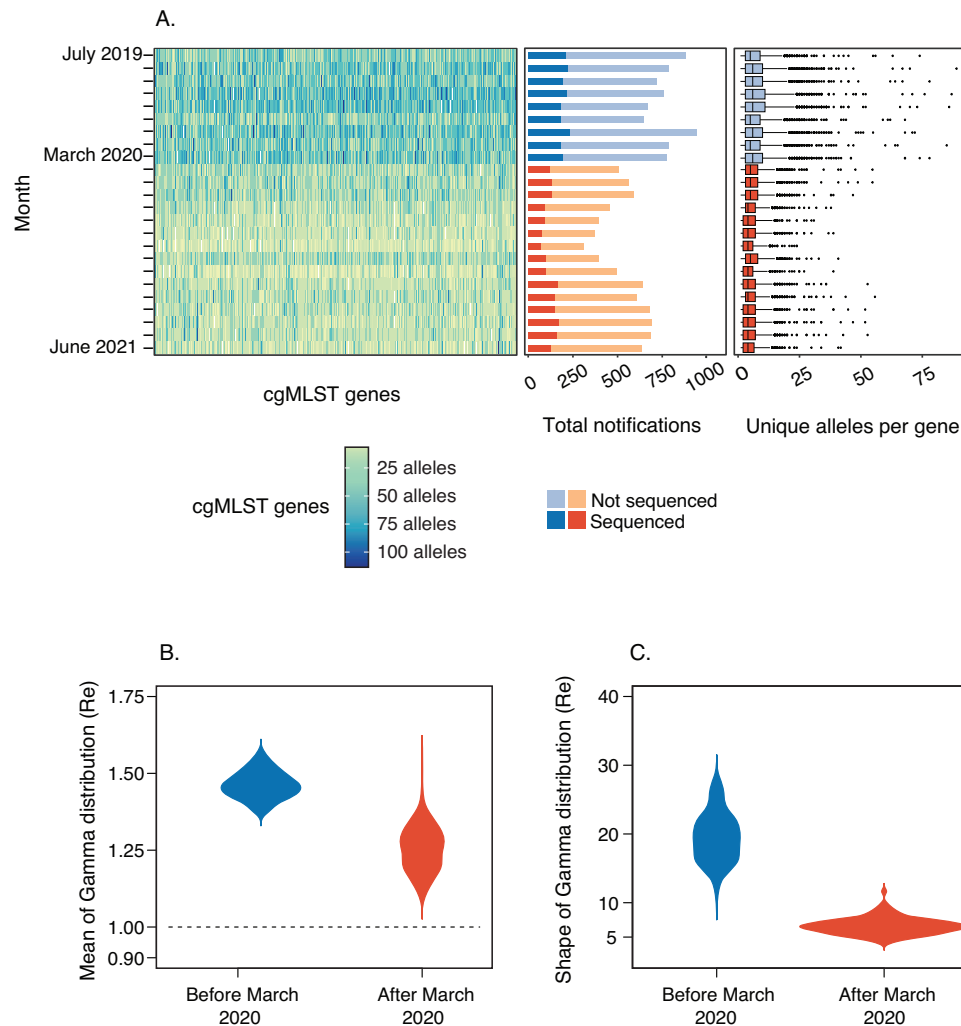 A.
July 2019
March 2020
June 2021
Month
cgMLST genes
0
250
500
750
1000
Total notifications
0
25
50
75
Unique alleles per gene
cgMLST genes
25 alleles
50 alleles
75 alleles
100 alleles
Not sequenced
Sequenced
B.
Mean of Gamma distribution (Re)
1.75
1.50
1.25
1.00
0.90
Before March
2020
After March
2020
C.
Shape of Gamma distribution (Re)
40
30
20
10
5
Before March
2020
After March
2020